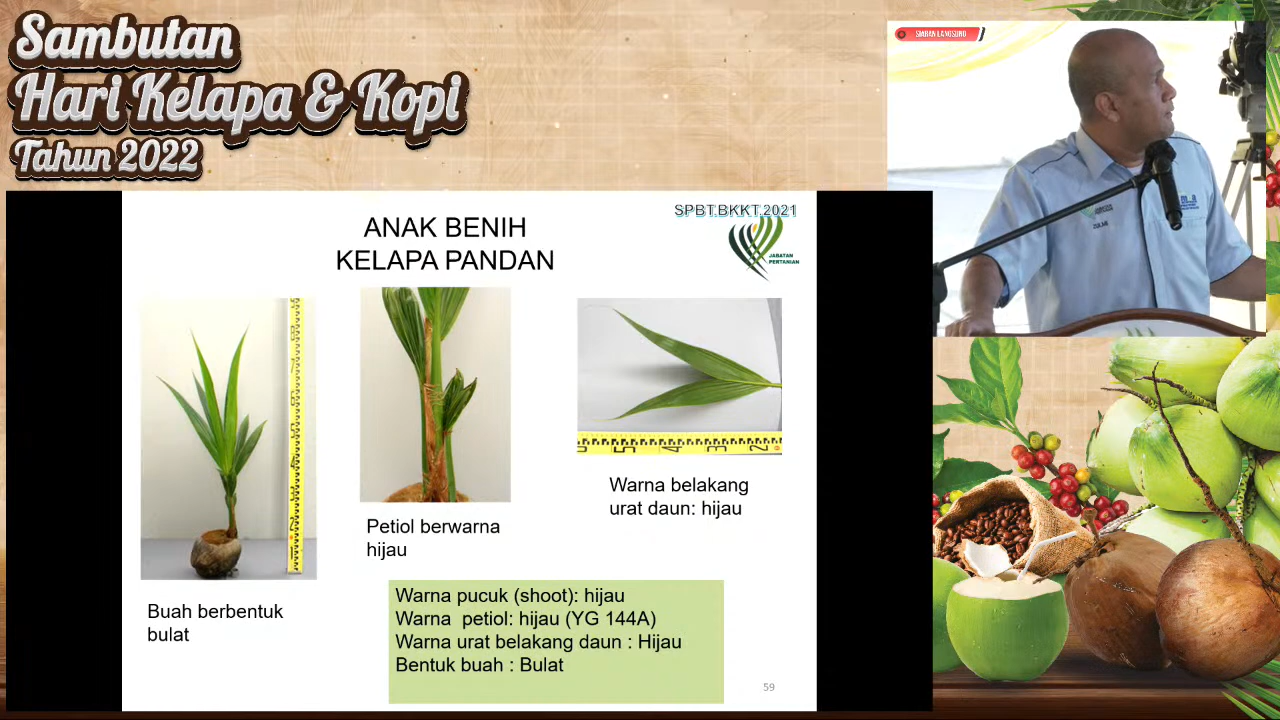 Sambutan
Hari Kelapa & Kopi
Tahun 2022
SIARAN LANGSUNG
SPBT.BKKT.2021
JABATAN
PERTANIAN
ANAK BENIH
KELAPA PANDAN
Warna belakang
urat daun: hijau
Petiol berwarna
hijau
Buah berbentuk
bulat
Warna pucuk (shoot): hijau
Warna petiol: hijau (YG 144A)
Warna urat belakang daun : Hijau
Bentuk buah : Bulat
59